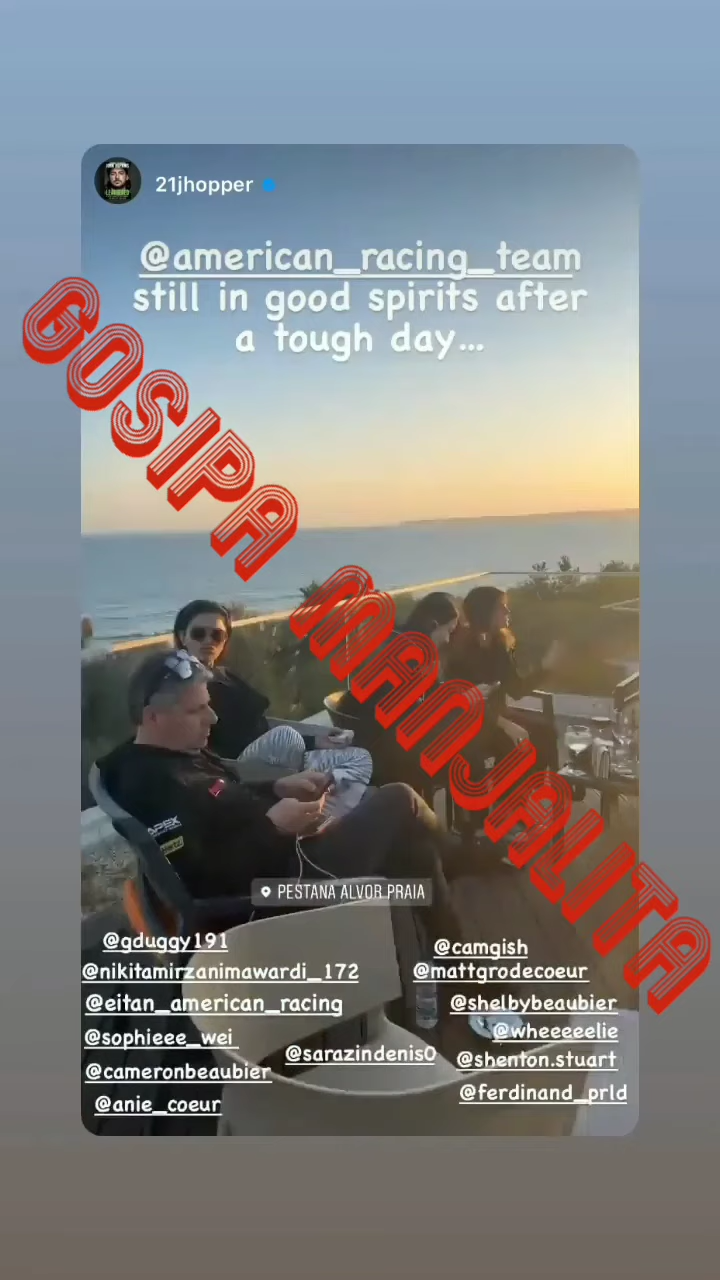 21jhopper
@american_racing_team
still in good spirits after
a tough day...
GOSIPA MANJALITA
APEX
PESTANA ALVOR PRAIA
@gduggy191
@camgish
@nikitamirzanimawardi_172
@mattgrodecoeur
@eitan_american_racing
@shelbybeaubier
@sophieee_wei
@wheeeeelie
@sarazindenis0
@shenton.stuart
@cameronbeaubier
@ferdinand_prld
@anie_coeur